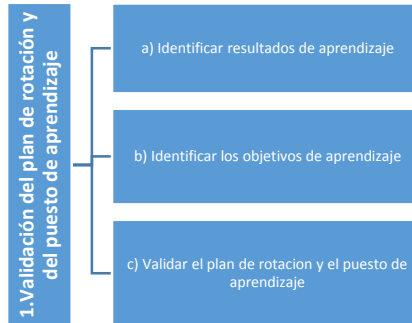 1.Validación del plan de rotación y
del puesto de aprendizaje
a) Identificar resultados de aprendizaje
b) Identificar los objetivos de aprendizaje
c) Validar el plan de rotacion y el puesto de
aprendizaje